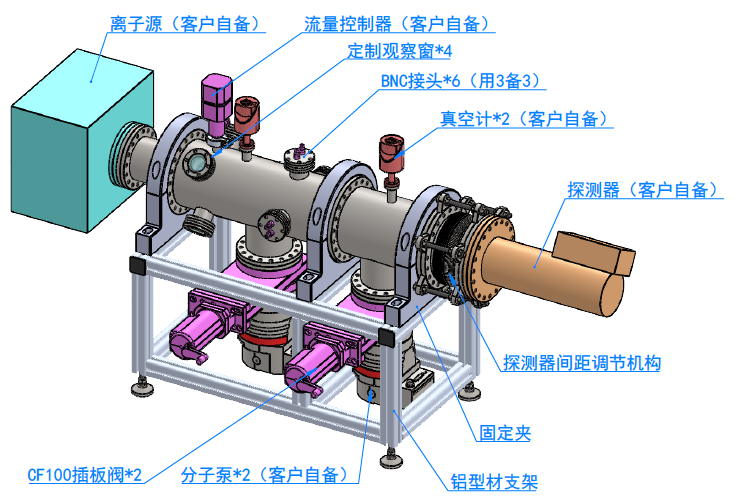 离子源（客户自备）
流量控制器（客户自备）
定制观察窗*4
BNC接头*6（用3备3）
真空计*2（客户自备）
探测器（客户自备）
探测器间距调节机构
固定夹
CF100插板阀*2
分子泵*2（客户自备）
铝型材支架